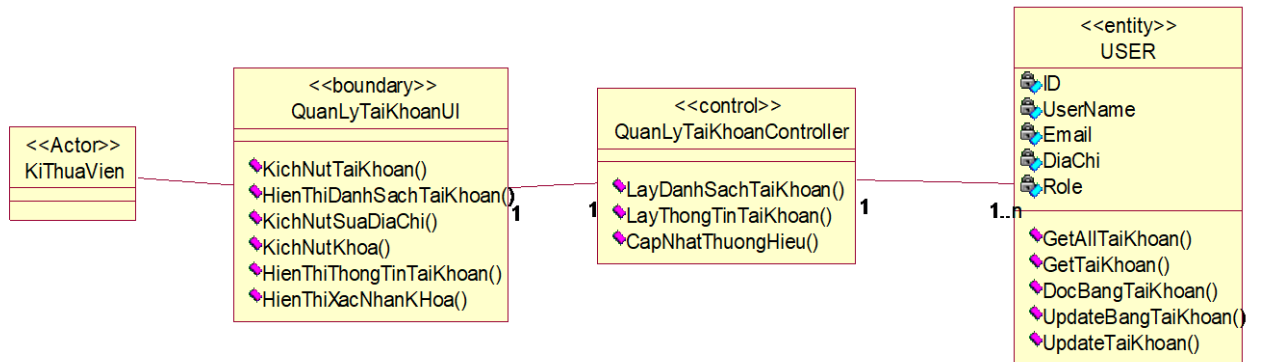 <<Actor>>
KiThuaVien
<<boundary>>
QuanLyTaiKhoanUI
KichNutTaiKhoan()
HienThiDanhSachTaiKhoan()
KichNutSuaDiaChi()
KichNutKhoa()
HienThiThongTinTaiKhoan()
HienThiXacNhanKHoa()
1
1
<<control>>
QuanLyTaiKhoanController
LayDanhSachTaiKhoan()
LayThongTinTaiKhoan()
CapNhatThuongHieu()
1
1..n
<<entity>>
USER
ID
UserName
Email
DiaChi
Role
GetAllTaiKhoan()
GetTaiKhoan()
DocBangTaiKhoan()
UpdateBangTaiKhoan()
UpdateTaiKhoan()